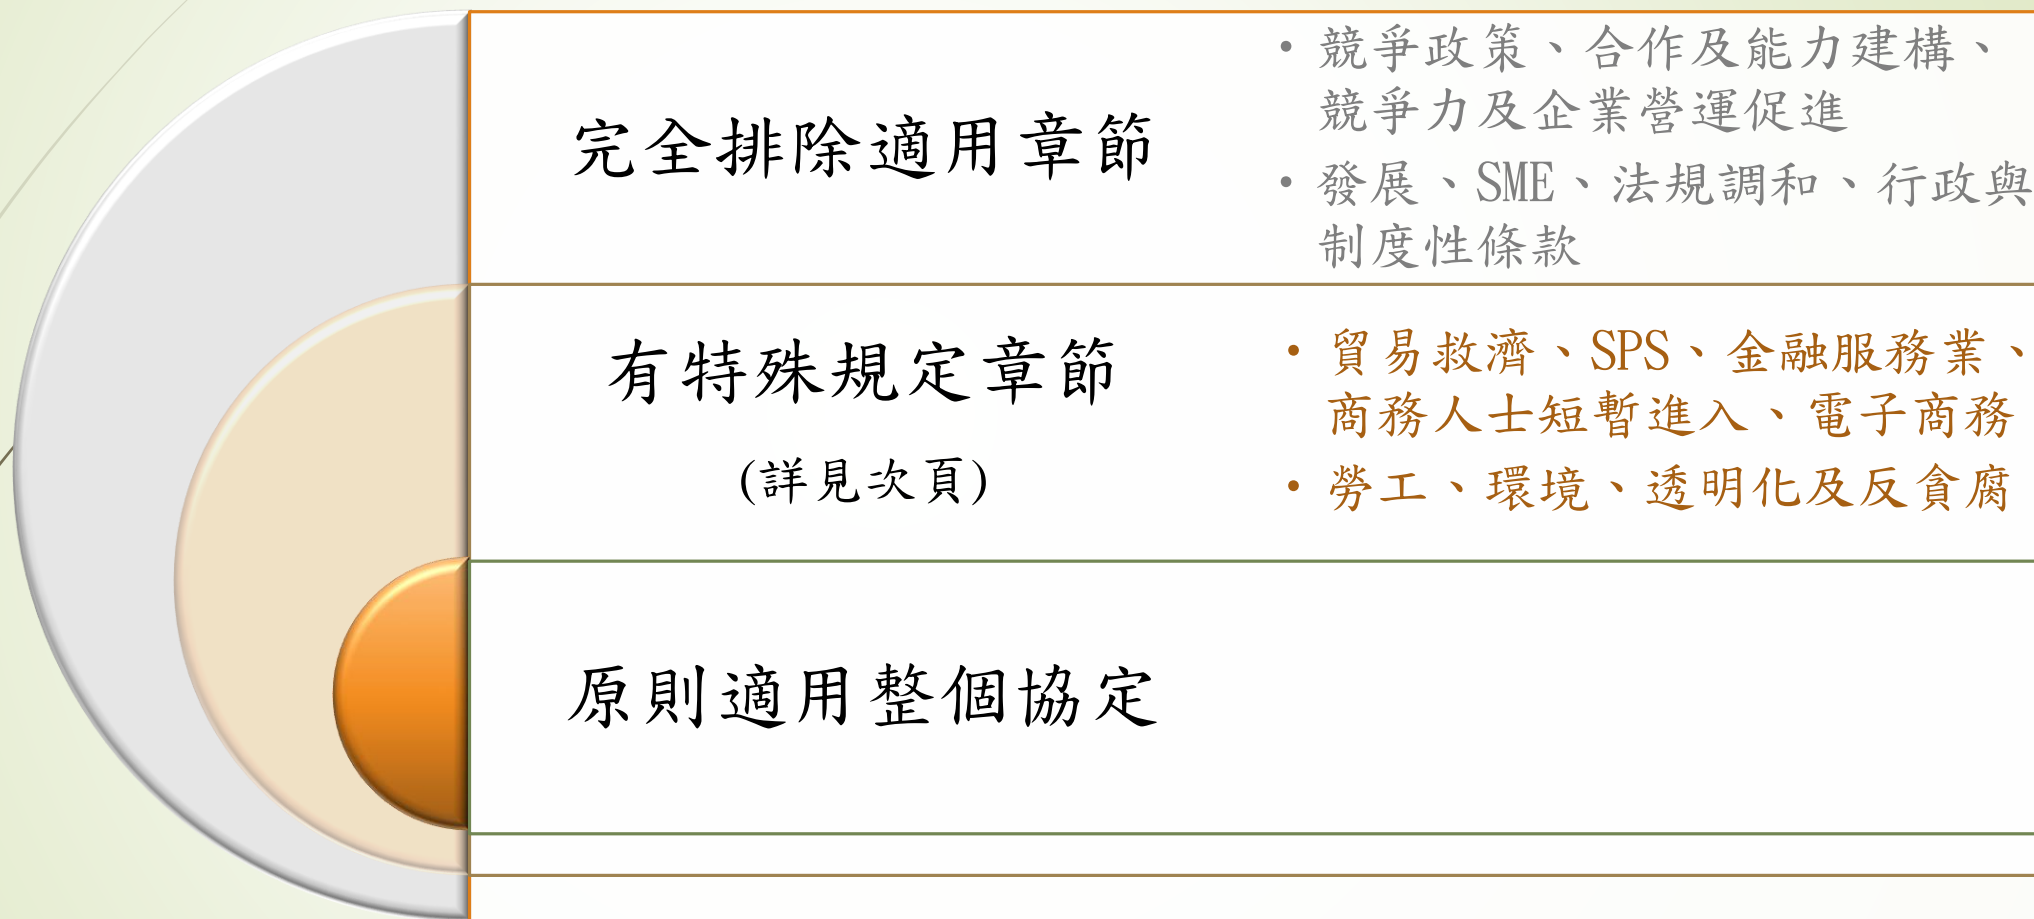 完全排除適用章節
• 競爭政策、合作及能力建構、
競爭力及企業營運促進
• 發展、SME、法規調和、行政與
制度性條款
有特殊規定章節
(詳見次頁)
• 貿易救濟、SPS、金融服務業、
商務人士短暫進入、電子商務
• 勞工、環境、透明化及反貪腐
原則適用整個協定